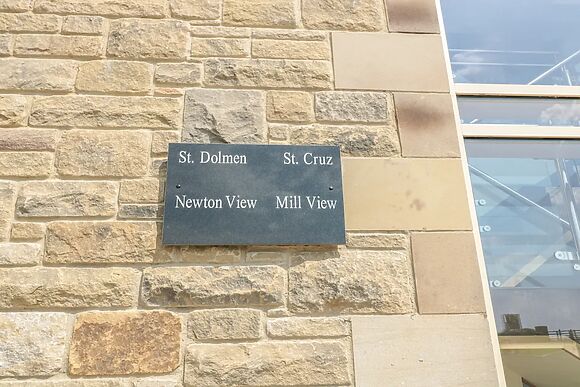 St. Dolmen St. Cruz
Newton View Mill View